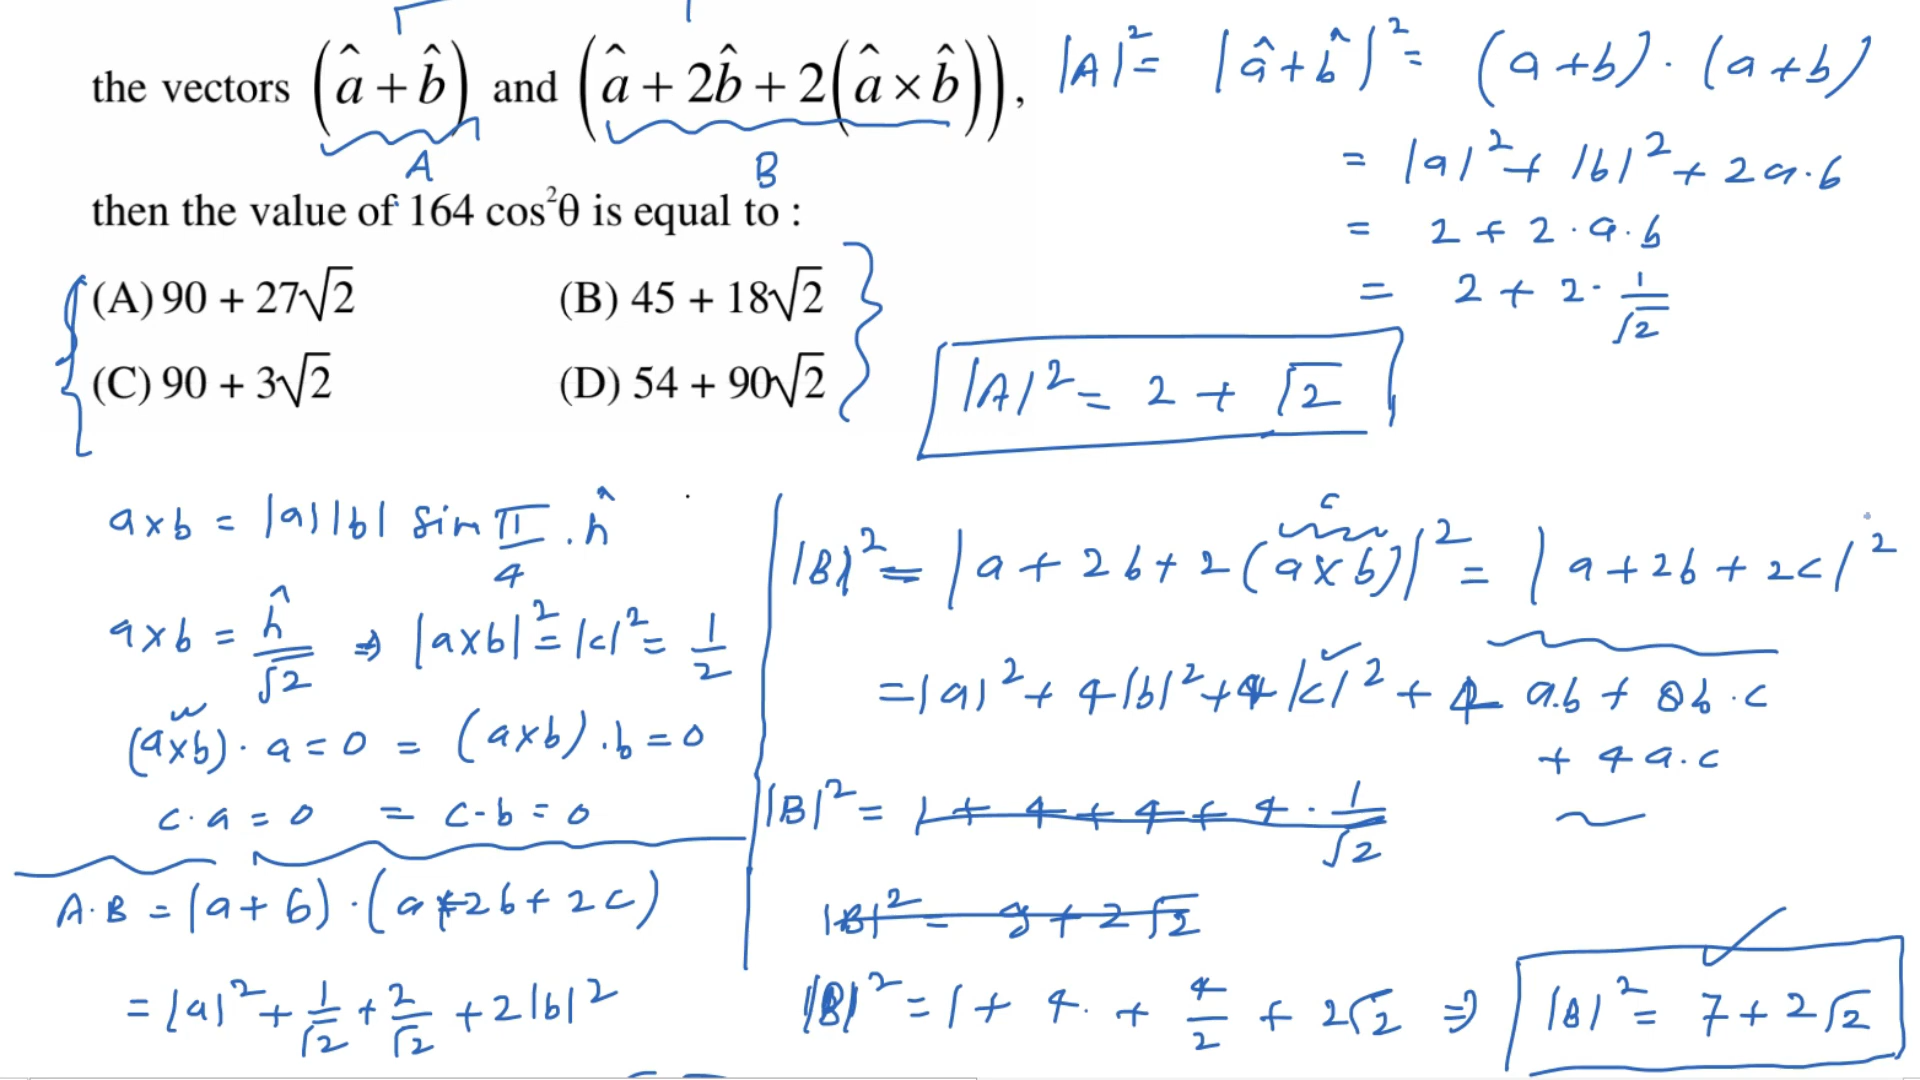 the vectors (â + b̂) and (â + 2b̂ + 2(â × b̂)),
A B
then the value of 164 cos²θ is equal to :
(A) 90 + 27√2 (B) 45 + 18√2
(C) 90 + 3√2 (D) 54 + 90√2
|A|² = |â + b̂|² = (a + b) · (a + b)
= |a|² + |b|² + 2a·b
= 2 + 2·a·b
= 2 + 2· 1/√2
|A|² = 2 + √2
a×b = |a||b| sin π/4 · n̂
a×b = n̂/√2 ⇒ |a×b|² = |c|² = 1/2
(a×b)·a = 0 = (a×b)·b = 0
c·a = 0 = c·b = 0
A·B = (a + b)·(a + 2b + 2c)
= |a|² + 1/√2 + 2/√2 + 2|b|²
c
|B|² = |a + 2b + 2(a×b)|² = |a + 2b + 2c|²
= |a|² + 4|b|² + 4|c|² + 4 a·b + 8b·c
+ 4a·c
|B|² = 1 + 4 + 4 + 4 · 1/√2
|B|² = 9 + 2√2
|B|² = 1 + 4 + 4/2 + 2√2 ⇒ |B|² = 7 + 2√2